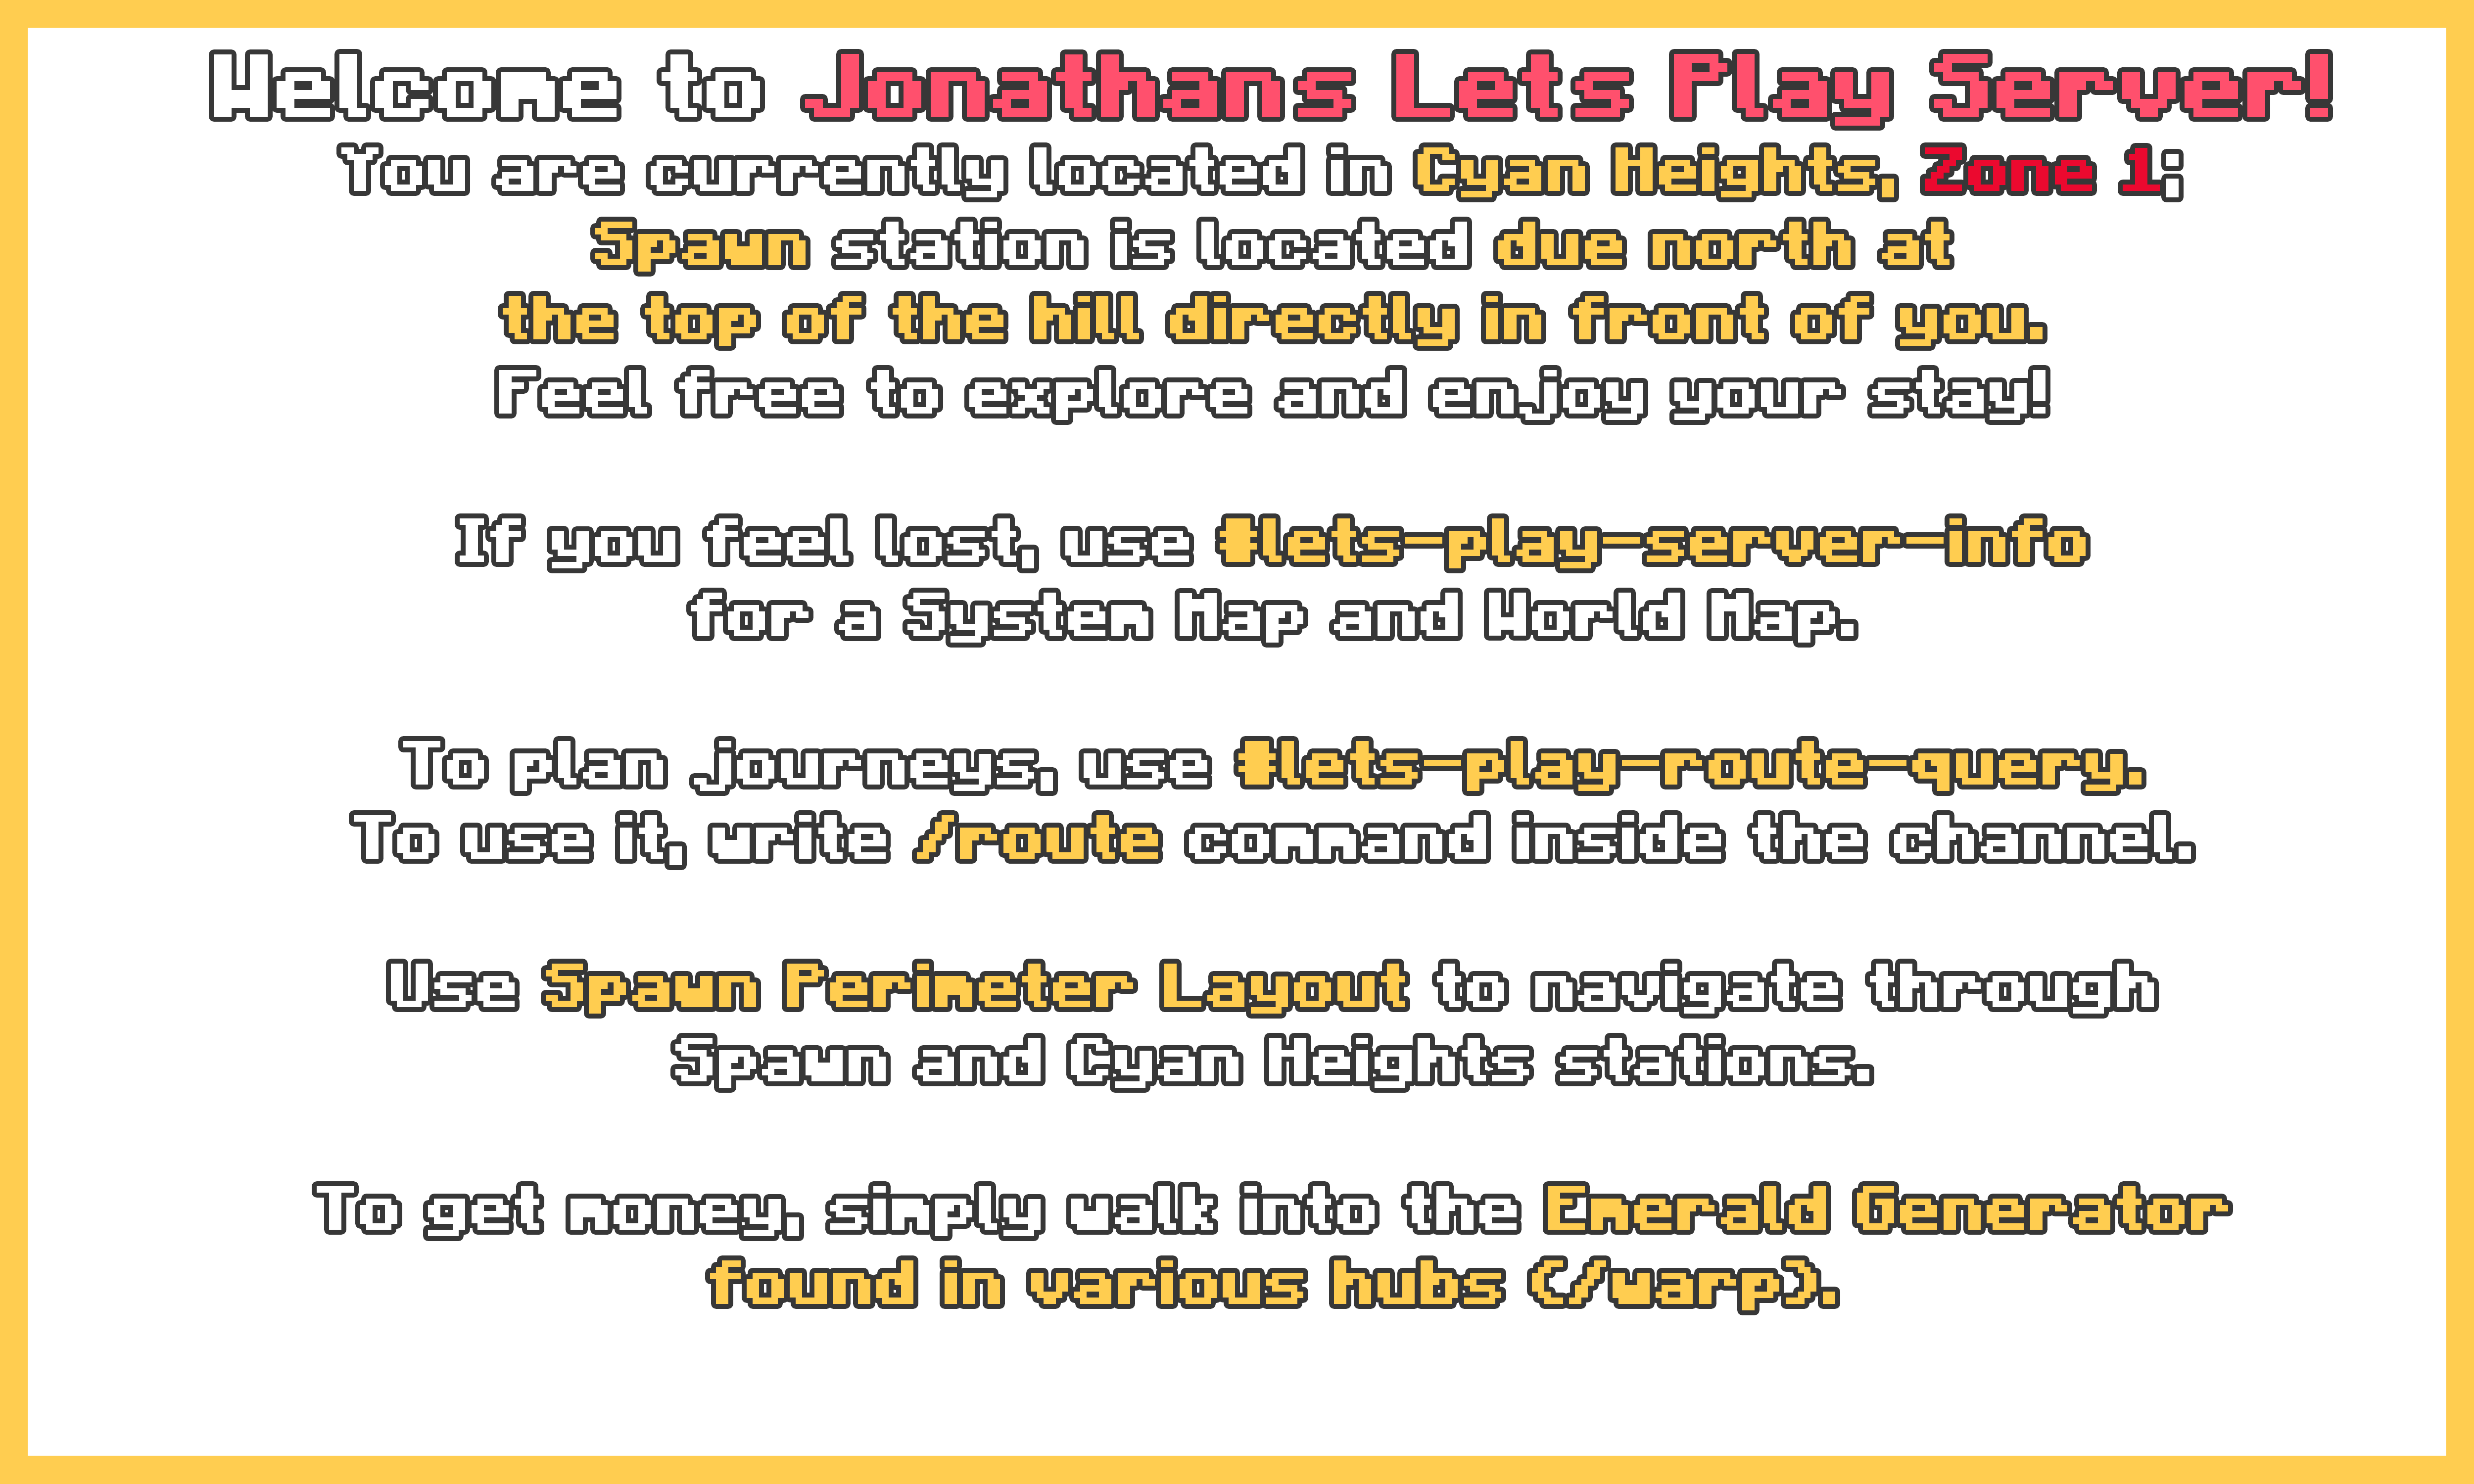 Welcome to Jonathans Lets Play Server!
You are currently located in Cyan Heights, Zone 1;
Spawn station is located due north at
the top of the hill directly in front of you.
Feel free to explore and enjoy your stay!
If you feel lost, use #lets-play-server-info
for a System Map and World Map.
To plan journeys, use #lets-play-route-query.
To use it, write /route command inside the channel.
Use Spawn Perimeter Layout to navigate through
Spawn and Cyan Heights stations.
To get money, simply walk into the Emerald Generator
found in various hubs (/warp).